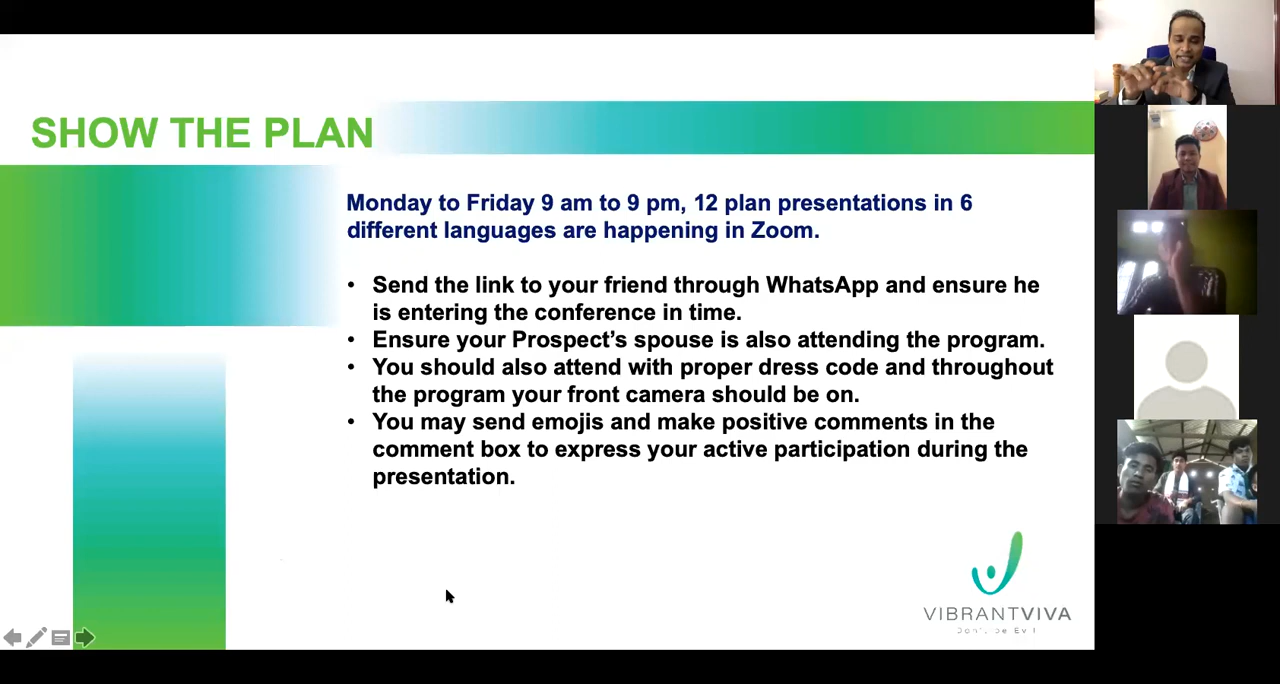 SHOW THE PLAN
Monday to Friday 9 am to 9 pm, 12 plan presentations in 6
different languages are happening in Zoom.
• Send the link to your friend through WhatsApp and ensure he
is entering the conference in time.
• Ensure your Prospect’s spouse is also attending the program.
• You should also attend with proper dress code and throughout
the program your front camera should be on.
• You may send emojis and make positive comments in the
comment box to express your active participation during the
presentation.
VIBRANTVIVA
Don't be Evil